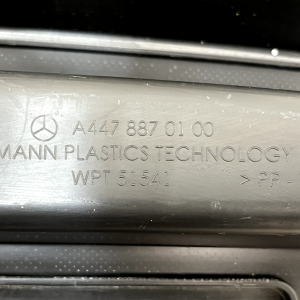 A447 887 01 00
MANN PLASTICS TECHNOLOGY
WPT 51541 >PP-